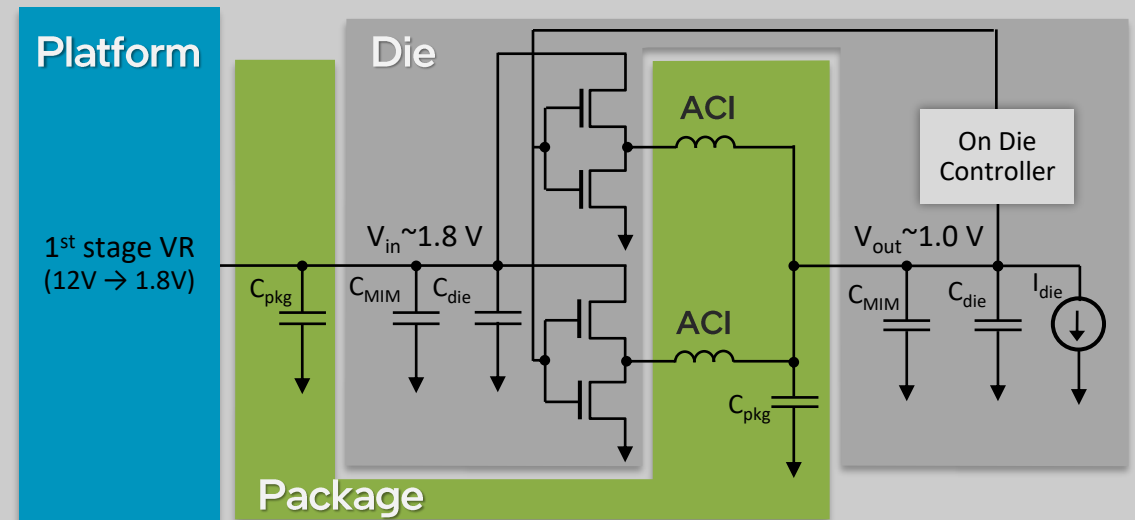 Platform
Die
ACI
On Die
Controller
1st stage VR
(12V → 1.8V)
Vin~1.8 V
Vout~1.0 V
Cpkg
CMIM
Cdie
ACI
CMIM
Cdie
Idie
Cpkg
Package